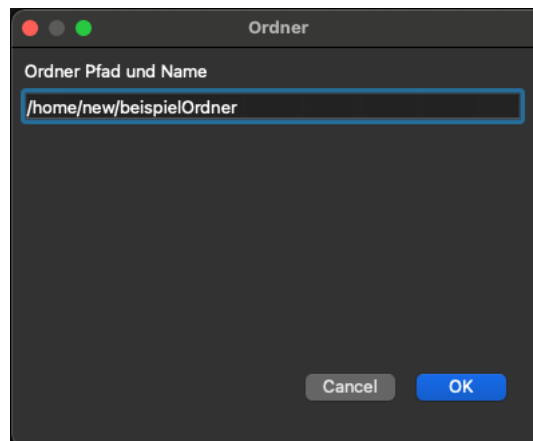 Ordner
Ordner Pfad und Name
/home/new/beispielOrdner
Cancel OK